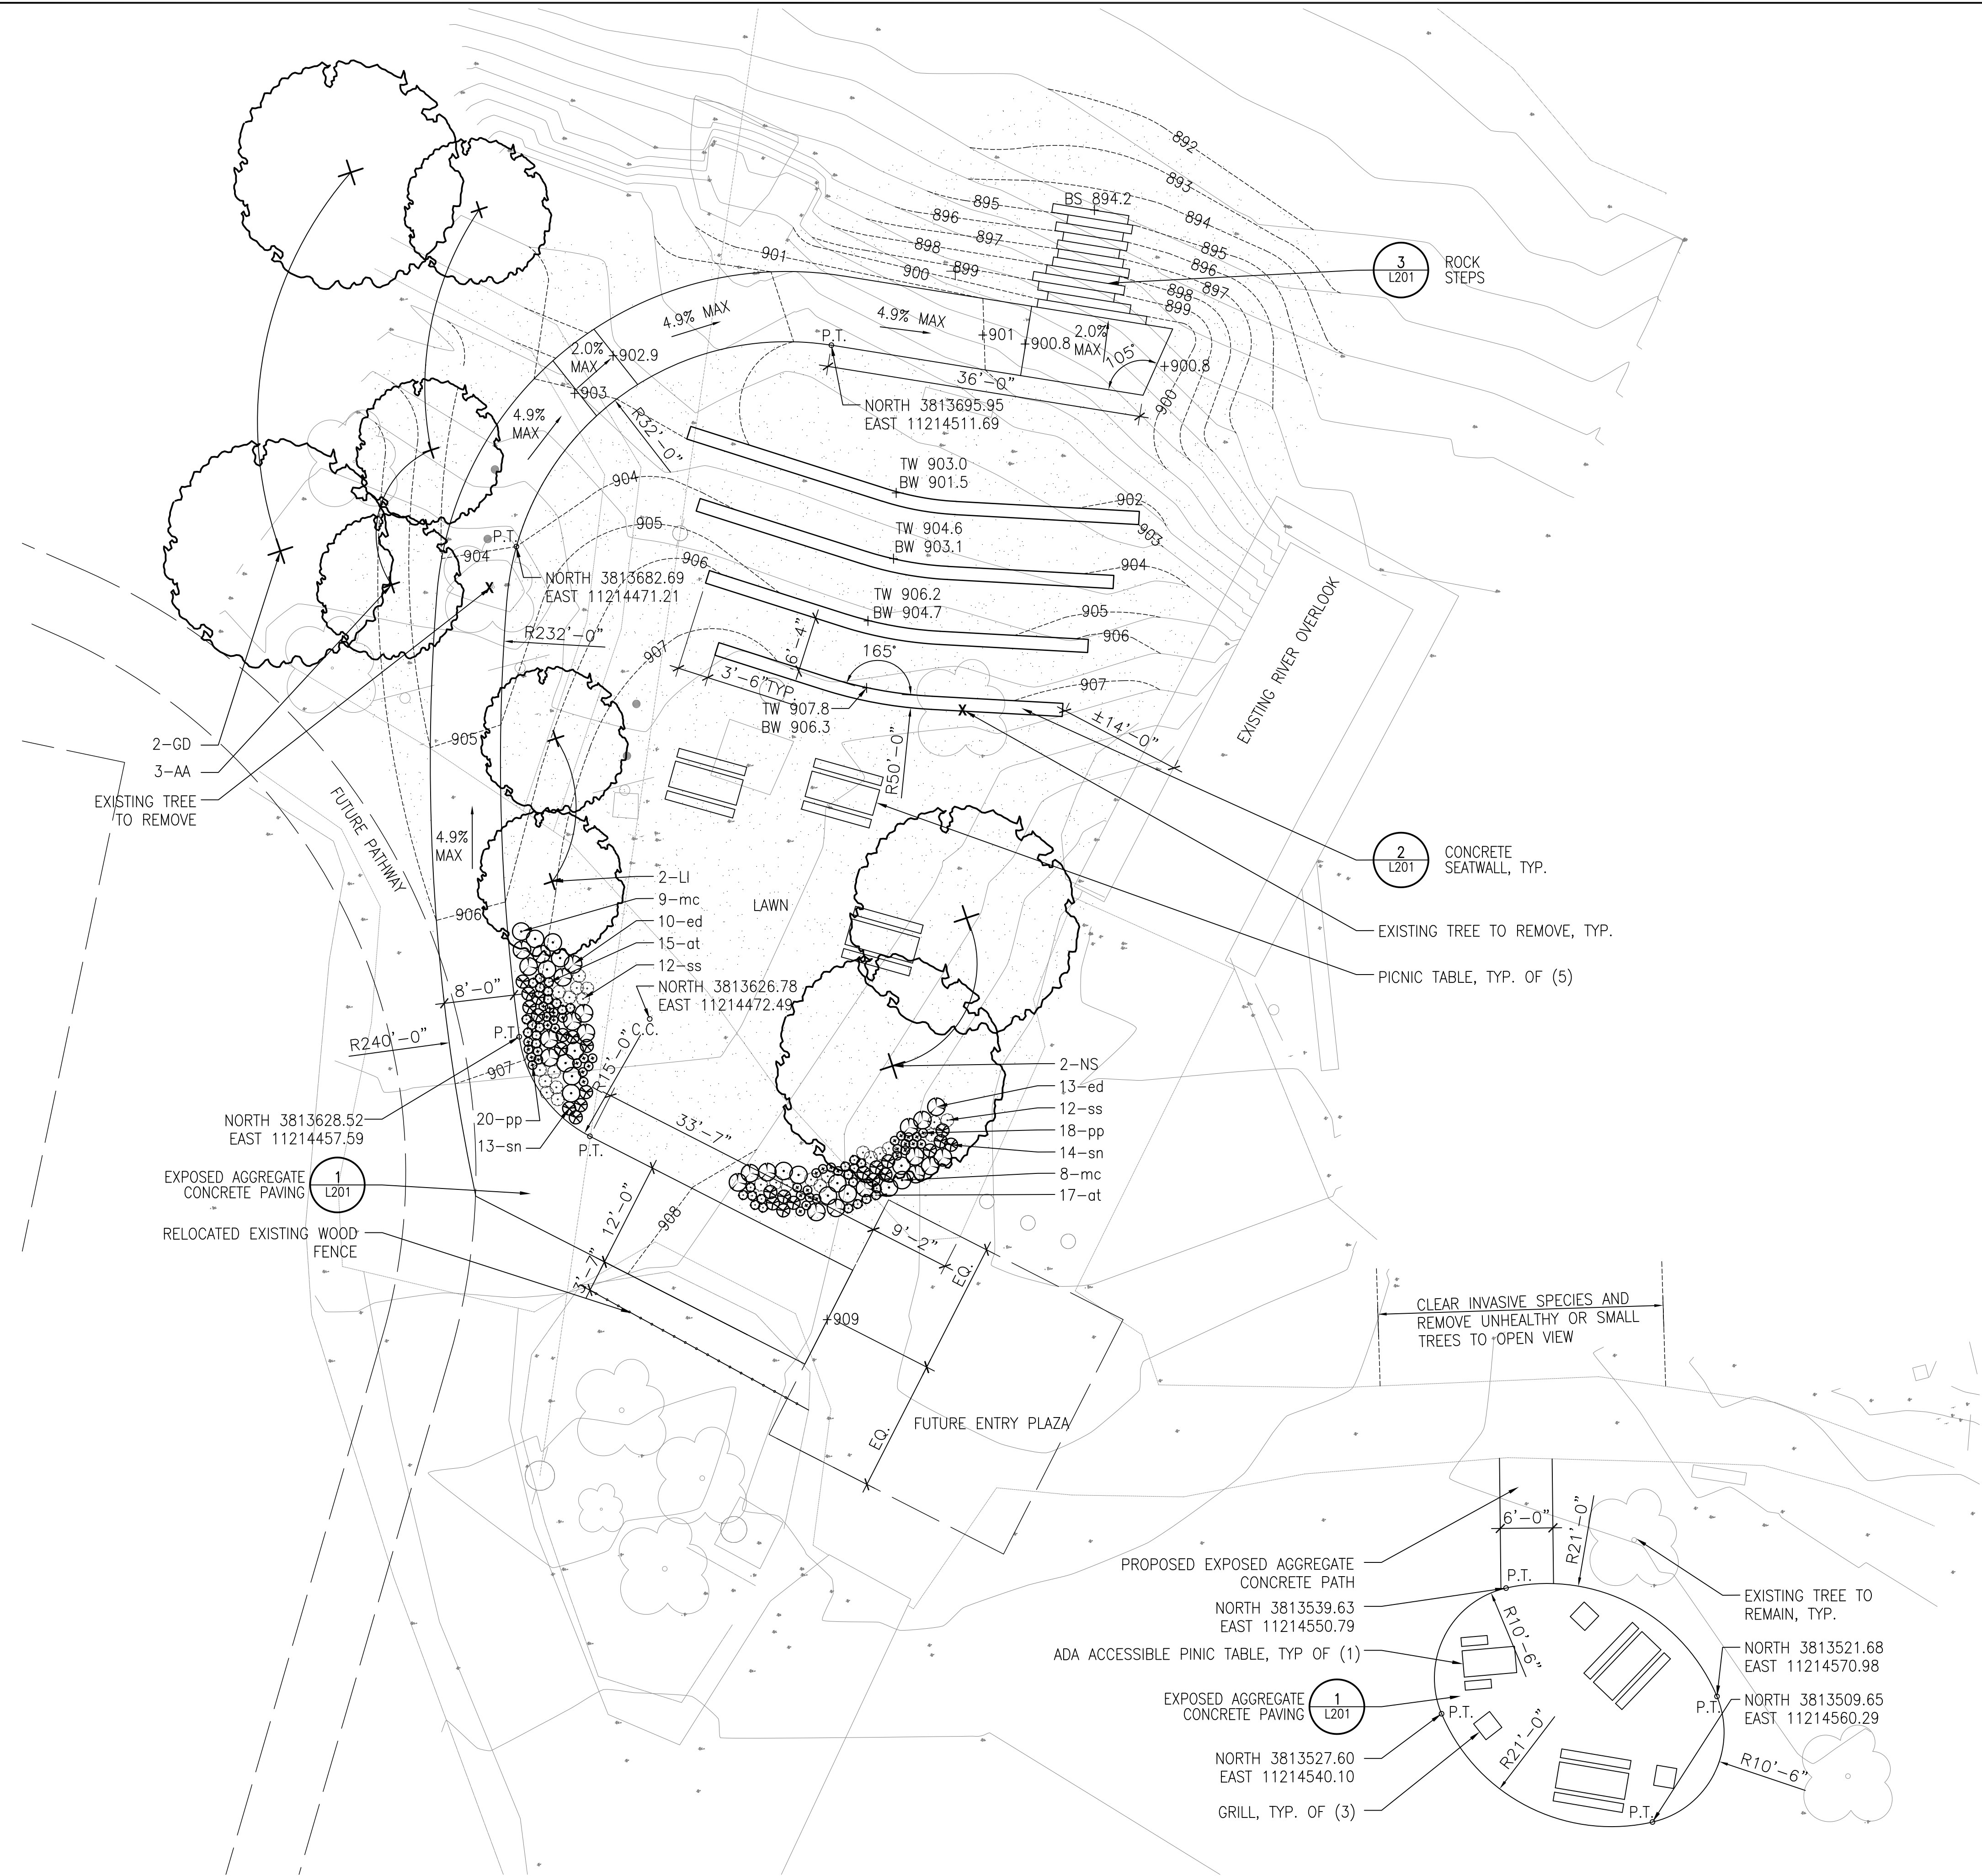 892
893
894
895
896
897
898
899
895
896
897
898
899
900
901
BS 894.2
3
L201
ROCK
STEPS
4.9% MAX
4.9% MAX
P.T.
+901
+900.8
2.0%
MAX
105°
+900.8
900
36'-0"
2.0%
MAX
+902.9
+903
4.9%
MAX
R32'-0"
NORTH 3813695.95
EAST 11214511.69
TW 903.0
BW 901.5
902
903
904
TW 904.6
BW 903.1
904
905
906
904
P.T.
NORTH 3813682.69
EAST 11214471.21
TW 906.2
BW 904.7
905
906
R232'-0"
907
6'-4"
165°
3'-6"TYP.
TW 907.8
BW 906.3
907
±14'-0"
EXISTING RIVER OVERLOOK
R50'-0"
2-GD
3-AA
EXISTING TREE
TO REMOVE
905
FUTURE PATHWAY
4.9%
MAX
2
L201
CONCRETE
SEATWALL, TYP.
EXISTING TREE TO REMOVE, TYP.
PICNIC TABLE, TYP. OF (5)
LAWN
2-LI
9-mc
10-ed
15-at
12-ss
906
NORTH 3813626.78
EAST 11214472.49
C.C.
8'-0"
P.T.
R240'-0"
R15'-0"
907
NORTH 3813628.52
EAST 11214457.59
20-pp
13-sn
P.T.
33'-7"
2-NS
13-ed
12-ss
18-pp
14-sn
8-mc
17-at
EXPOSED AGGREGATE
CONCRETE PAVING
1
L201
RELOCATED EXISTING WOOD
FENCE
12'-0"
3'-7"
908
9'-2"
EQ.
+909
EQ.
FUTURE ENTRY PLAZA
CLEAR INVASIVE SPECIES AND
REMOVE UNHEALTHY OR SMALL
TREES TO OPEN VIEW
6'-0"
R21'-0"
PROPOSED EXPOSED AGGREGATE
CONCRETE PATH
P.T.
NORTH 3813539.63
EAST 11214550.79
R10'-6"
ADA ACCESSIBLE PINIC TABLE, TYP OF (1)
EXPOSED AGGREGATE
CONCRETE PAVING
1
L201
P.T.
NORTH 3813527.60
EAST 11214540.10
GRILL, TYP. OF (3)
R21'-0"
EXISTING TREE TO
REMAIN, TYP.
NORTH 3813521.68
EAST 11214570.98
P.T.
NORTH 3813509.65
EAST 11214560.29
R10'-6"
P.T.